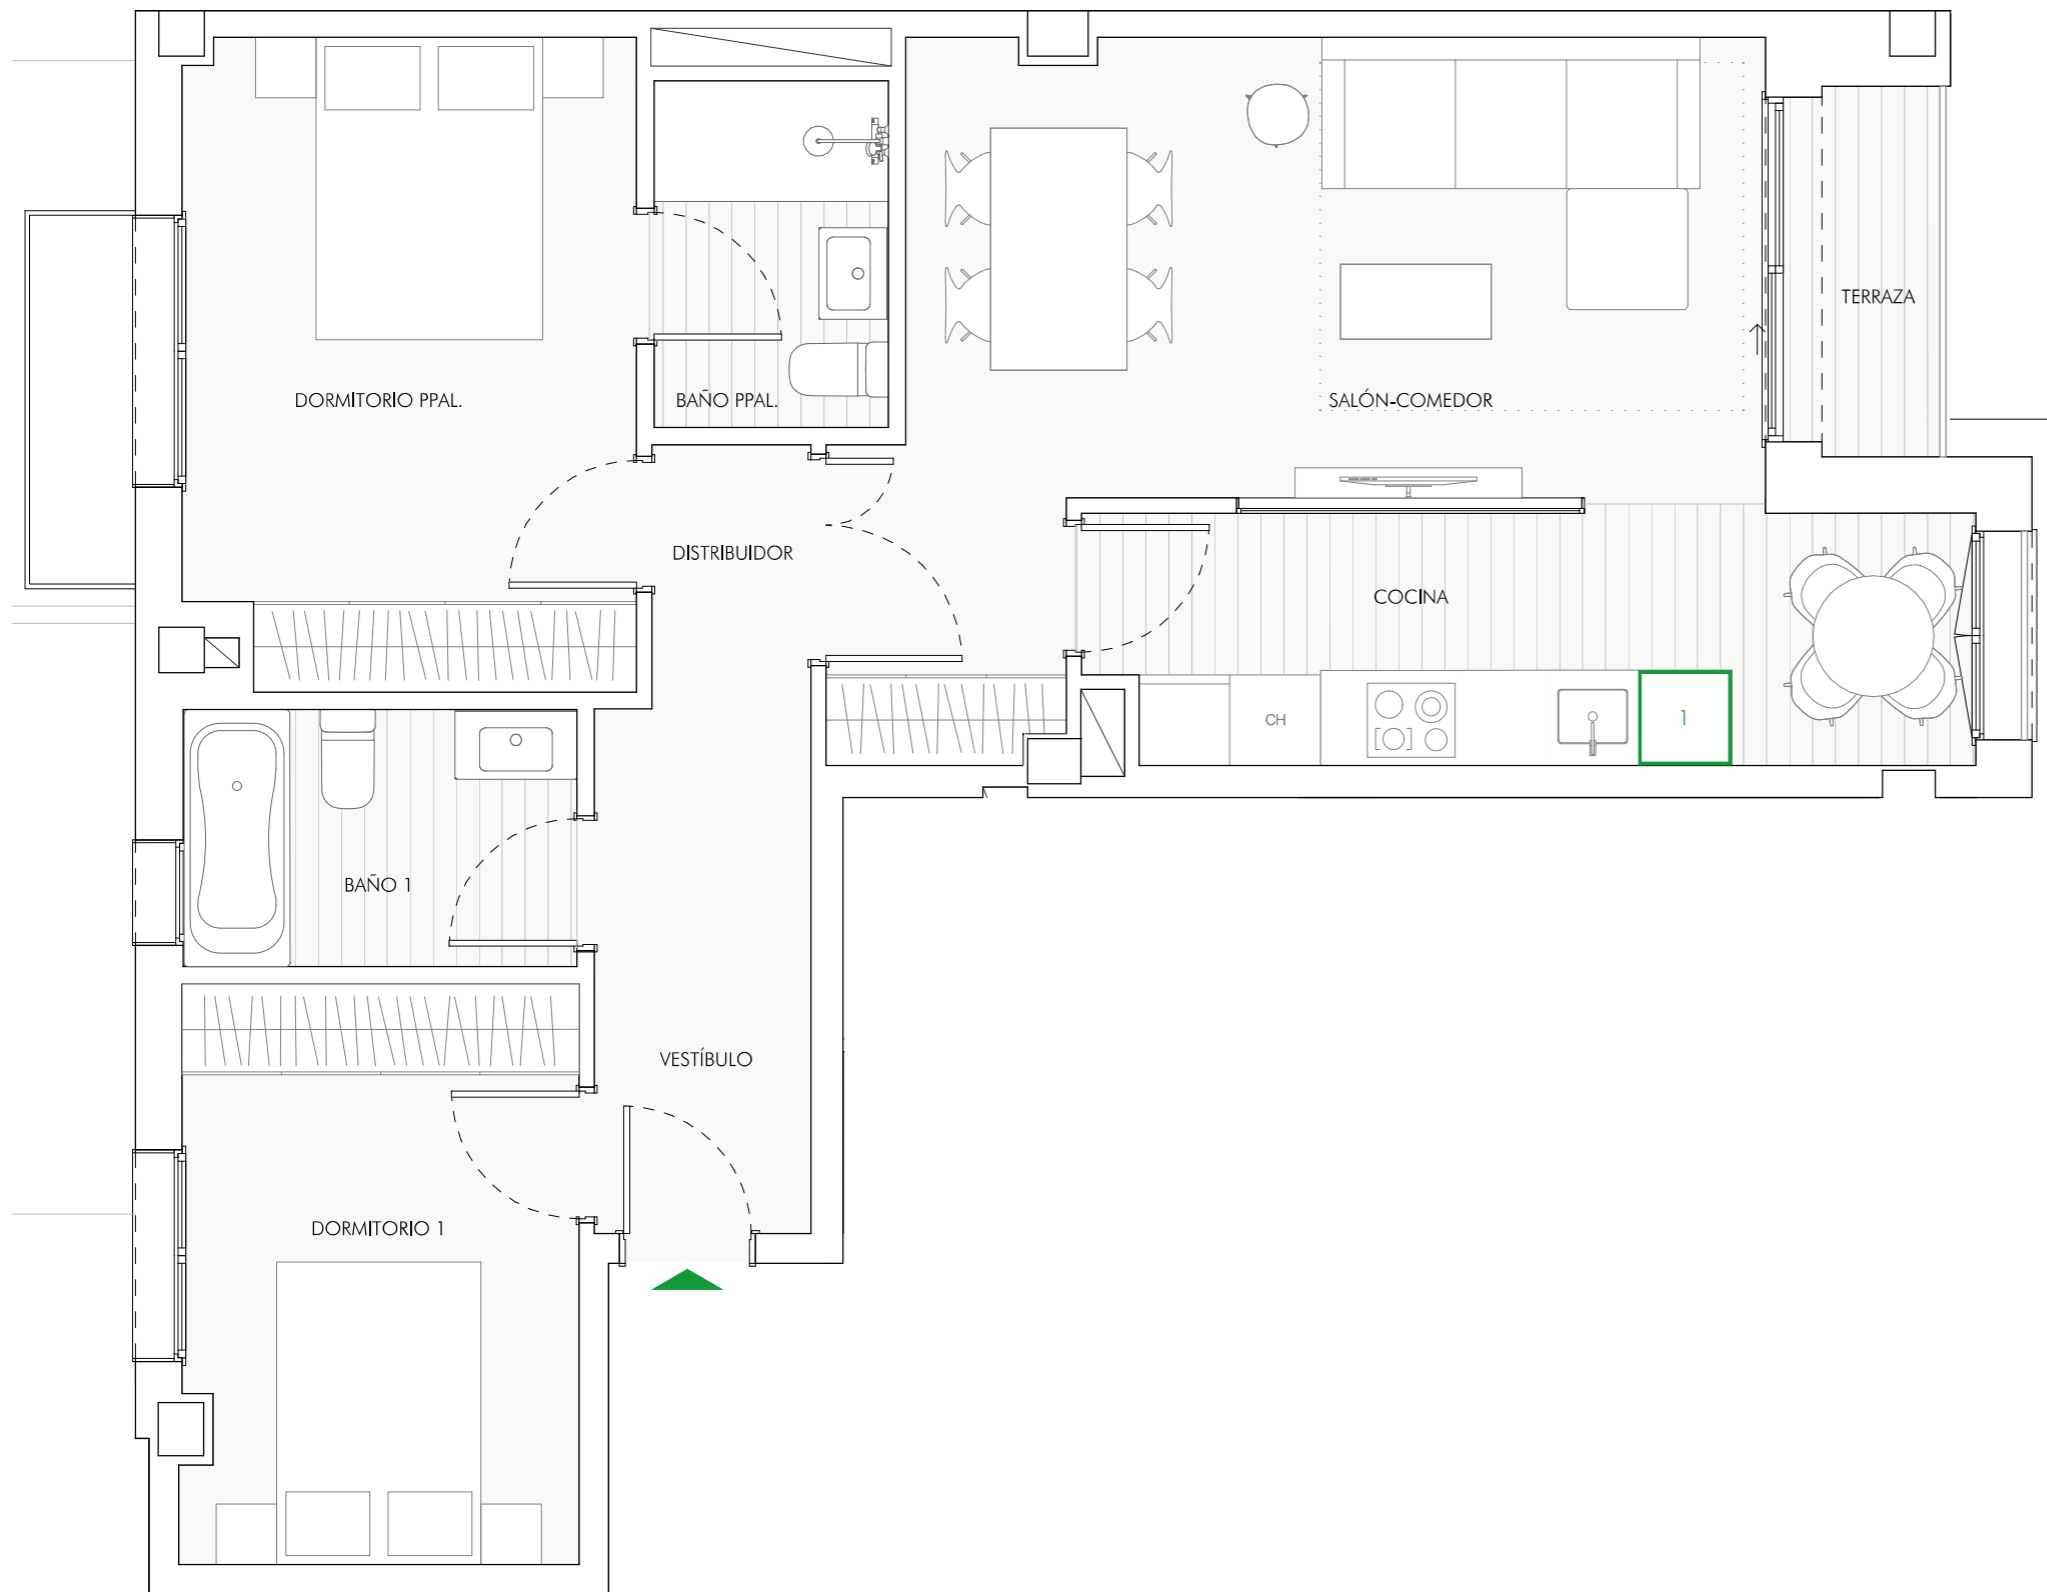 TERRAZA
DORMITORIO PPAL.
BAÑO PPAL.
SALÓN-COMEDOR
DISTRIBUIDOR
COCINA
CH
1
BAÑO 1
VESTÍBULO
DORMITORIO 1